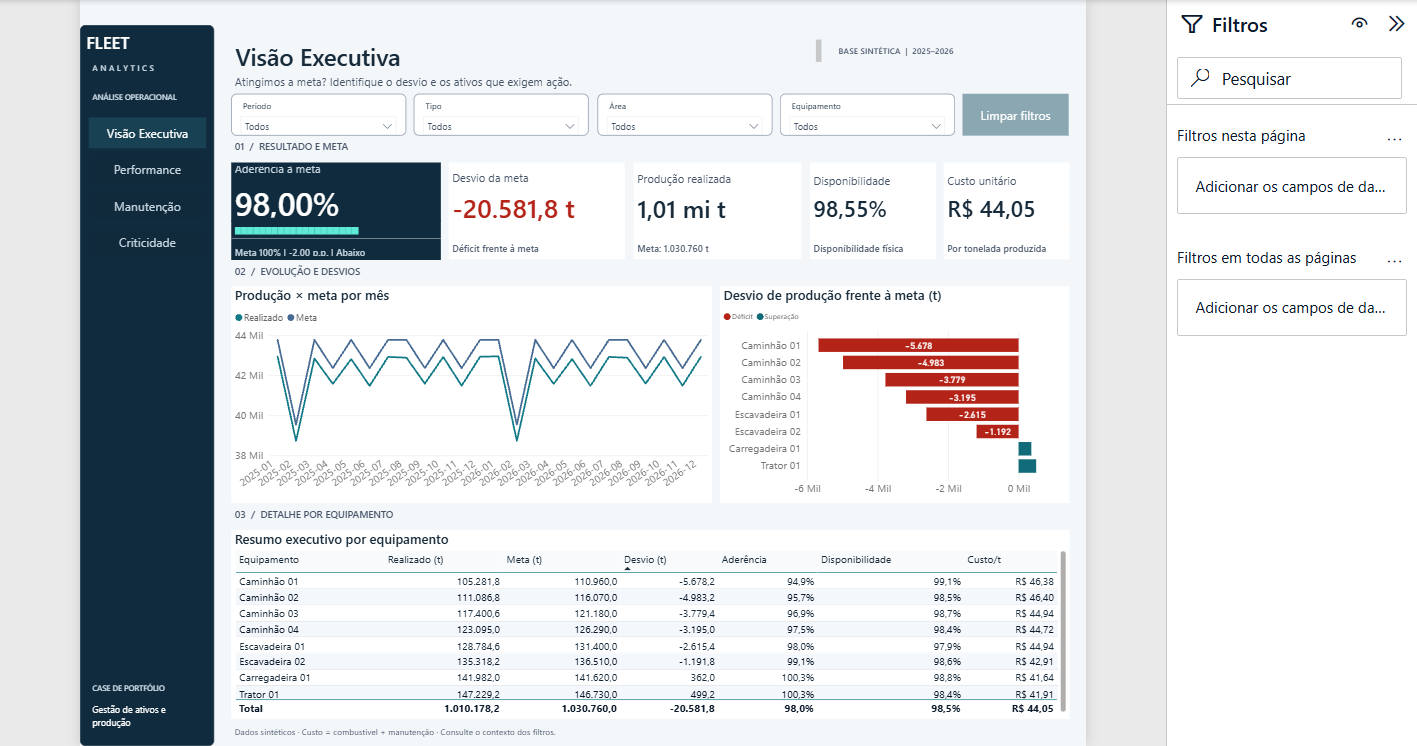 FLEET
ANALYTICS
ANÁLISE OPERACIONAL
Visão Executiva
Performance
Manutenção
Criticidade
CASE DE PORTFÓLIO
Gestão de ativos e
produção
Visão Executiva
BASE SINTÉTICA | 2025–2026
Atingimos a meta? Identifique o desvio e os ativos que exigem ação.
Período
Todos
Tipo
Todos
Área
Todos
Equipamento
Todos
Limpar filtros
01 / RESULTADO E META
Aderência à meta
98,00%
Meta 100% | -2.00 p.p. | Abaixo
Desvio da meta
-20.581,8 t
Déficit frente à meta
Produção realizada
1,01 mi t
Meta: 1.030.760 t
Disponibilidade
98,55%
Disponibilidade física
Custo unitário
R$ 44,05
Por tonelada produzida
02 / EVOLUÇÃO E DESVIOS
Produção × meta por mês
Realizado Meta
44 Mil
42 Mil
40 Mil
38 Mil
2025-01 2025-02 2025-03 2025-04 2025-05 2025-06 2025-07 2025-08 2025-09 2025-10 2025-11 2025-12 2026-01 2026-02 2026-03 2026-04 2026-05 2026-06 2026-07 2026-08 2026-09 2026-10 2026-11 2026-12
Desvio de produção frente à meta (t)
Déficit Superação
Caminhão 01 -5.678
Caminhão 02 -4.983
Caminhão 03 -3.779
Caminhão 04 -3.195
Escavadeira 01 -2.615
Escavadeira 02 -1.192
Carregadeira 01
Trator 01
-6 Mil -4 Mil -2 Mil 0 Mil
03 / DETALHE POR EQUIPAMENTO
Resumo executivo por equipamento
Equipamento Realizado (t) Meta (t) Desvio (t) Aderência Disponibilidade Custo/t
Caminhão 01 105.281,8 110.960,0 -5.678,2 94,9% 99,1% R$ 46,38
Caminhão 02 111.086,8 116.070,0 -4.983,2 95,7% 98,5% R$ 46,40
Caminhão 03 117.400,6 121.180,0 -3.779,4 96,9% 98,7% R$ 44,94
Caminhão 04 123.095,0 126.290,0 -3.195,0 97,5% 98,4% R$ 44,72
Escavadeira 01 128.784,6 131.400,0 -2.615,4 98,0% 97,9% R$ 44,94
Escavadeira 02 135.318,2 136.510,0 -1.191,8 99,1% 98,6% R$ 42,91
Carregadeira 01 141.982,0 141.620,0 362,0 100,3% 98,8% R$ 41,64
Trator 01 147.229,2 146.730,0 499,2 100,3% 98,4% R$ 41,91
Total 1.010.178,2 1.030.760,0 -20.581,8 98,0% 98,5% R$ 44,05
Dados sintéticos · Custo = combustível + manutenção · Consulte o contexto dos filtros.
Filtros
Pesquisar
Filtros nesta página ...
Adicionar os campos de da...
Filtros em todas as páginas ...
Adicionar os campos de da...